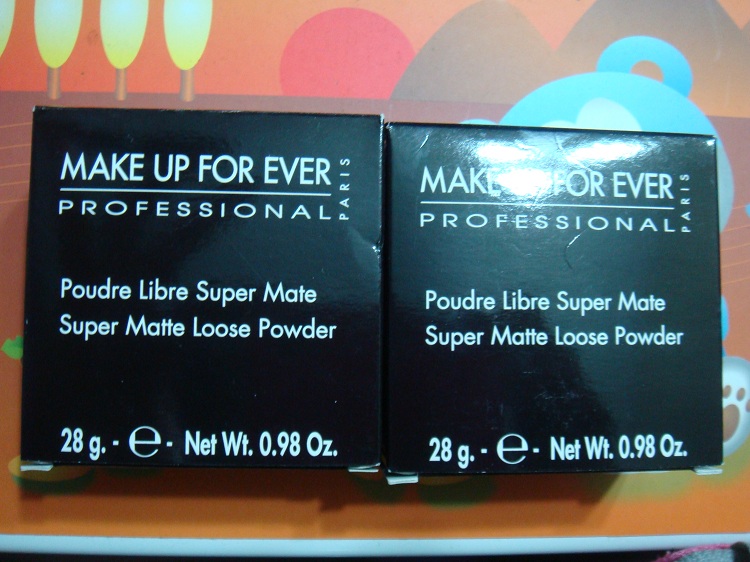 MAKE UP FOR EVER
PROFESSIONAL
PARIS
Poudre Libre Super Mate
Super Matte Loose Powder
28 g. - e - Net Wt. 0.98 Oz.
MAKE UP FOR EVER
PROFESSIONAL
PARIS
Poudre Libre Super Mate
Super Matte Loose Powder
28 g. - e - Net Wt. 0.98 Oz.